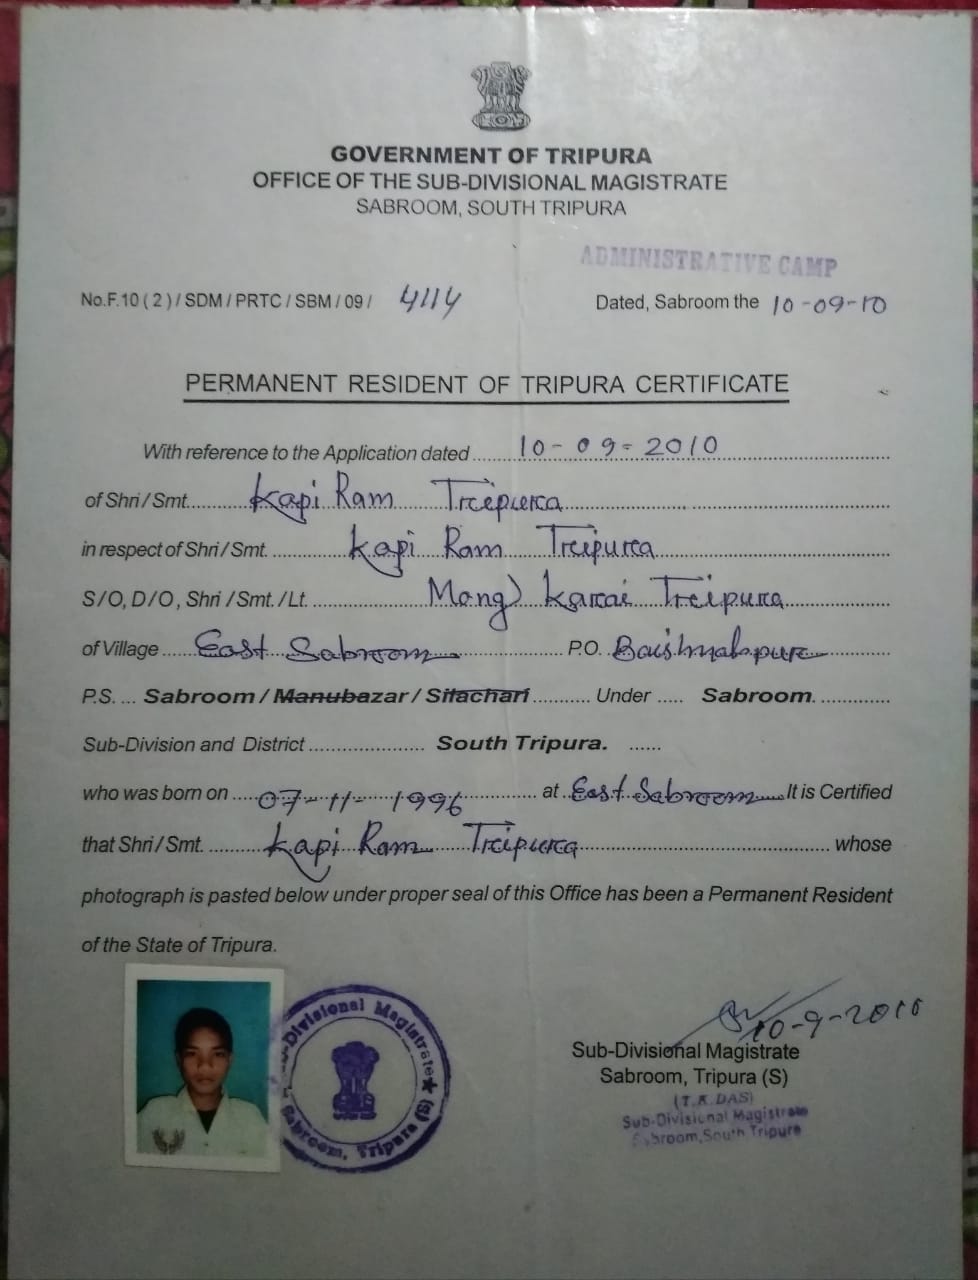 GOVERNMENT OF TRIPURA
OFFICE OF THE SUB-DIVISIONAL MAGISTRATE
SABROOM, SOUTH TRIPURA
ADMINISTRATIVE CAMP
No.F.10 ( 2 ) / SDM / PRTC / SBM / 09 / 4114 Dated, Sabroom the 10-09-10
PERMANENT RESIDENT OF TRIPURA CERTIFICATE
With reference to the Application dated 10-09-2010
of Shri / Smt. Kapi Ram Tripura
in respect of Shri / Smt. Kapi Ram Tripura
S/O, D/O, Shri /Smt. /Lt. Karai Tripura
of Village East Sabroom P.O.
P.S. ... Sabroom / Manubazar / Silachari Under Sabroom.
Sub-Division and District South Tripura.
who was born on 07-11-1996 at East Sabroom It is Certified
that Shri / Smt. Kapi Ram Tripura whose
photograph is pasted below under proper seal of this Office has been a Permanent Resident
of the State of Tripura.
Sub-Divisional Magistrate ★ Sabroom, Tripura (S)
10-9-2010
Sub-Divisional Magistrate
Sabroom, Tripura (S)
(T.K.DAS)
Sub-Divisional Magistrate
Sabroom, South Tripura